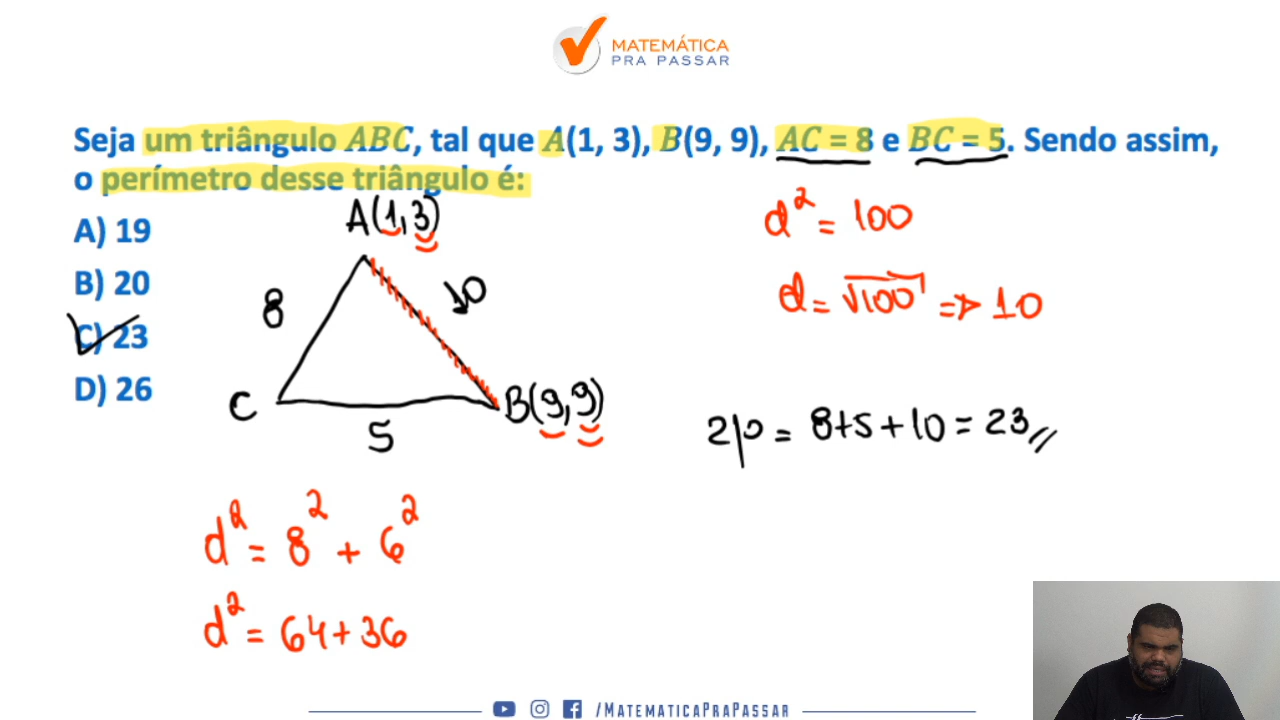 MATEMÁTICA
PRA PASSAR
Seja um triângulo ABC, tal que A(1, 3), B(9, 9), AC = 8 e BC = 5. Sendo assim,
o perímetro desse triângulo é:
A) 19
B) 20
C) 23
D) 26
A(1,3)
8
10
C
B(9,9)
5
d² = 8² + 6²
d² = 64+36
d² = 100
d = √100 => 10
2p = 8+5+10 = 23//
/MATEMATICAPRAPASSAR